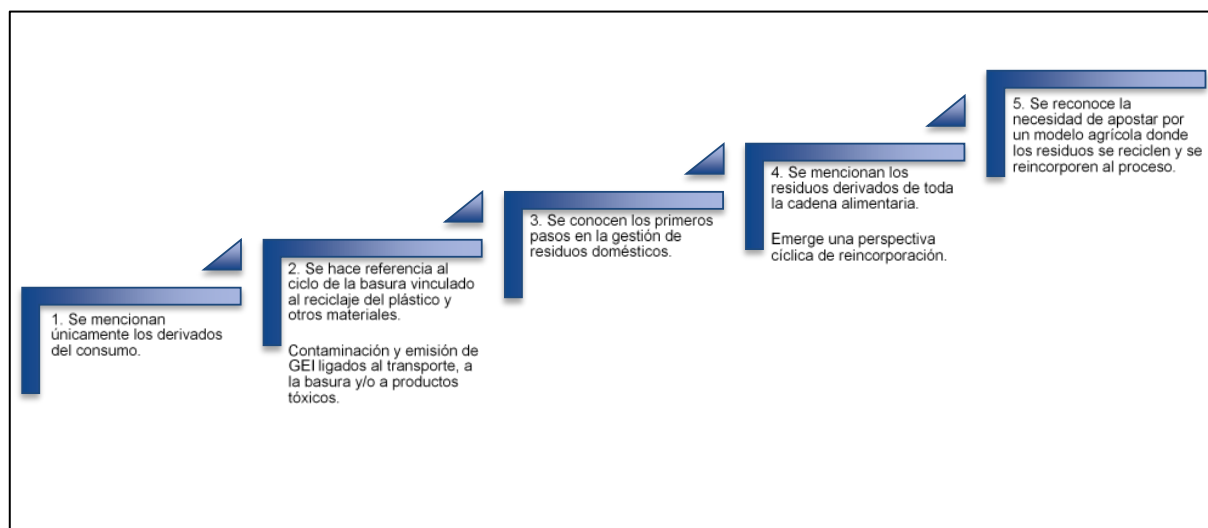 1. Se mencionan
únicamente los derivados
del consumo.
2. Se hace referencia al
ciclo de la basura vinculado
al reciclaje del plástico y
otros materiales.
Contaminación y emisión de
GEI ligados al transporte, a
la basura y/o a productos
tóxicos.
3. Se conocen los primeros
pasos en la gestión de
residuos domésticos.
4. Se mencionan los
residuos derivados de toda
la cadena alimentaria.
Emerge una perspectiva
cíclica de reincorporación.
5. Se reconoce la
necesidad de apostar por
un modelo agrícola donde
los residuos se reciclen y se
reincorporen al proceso.